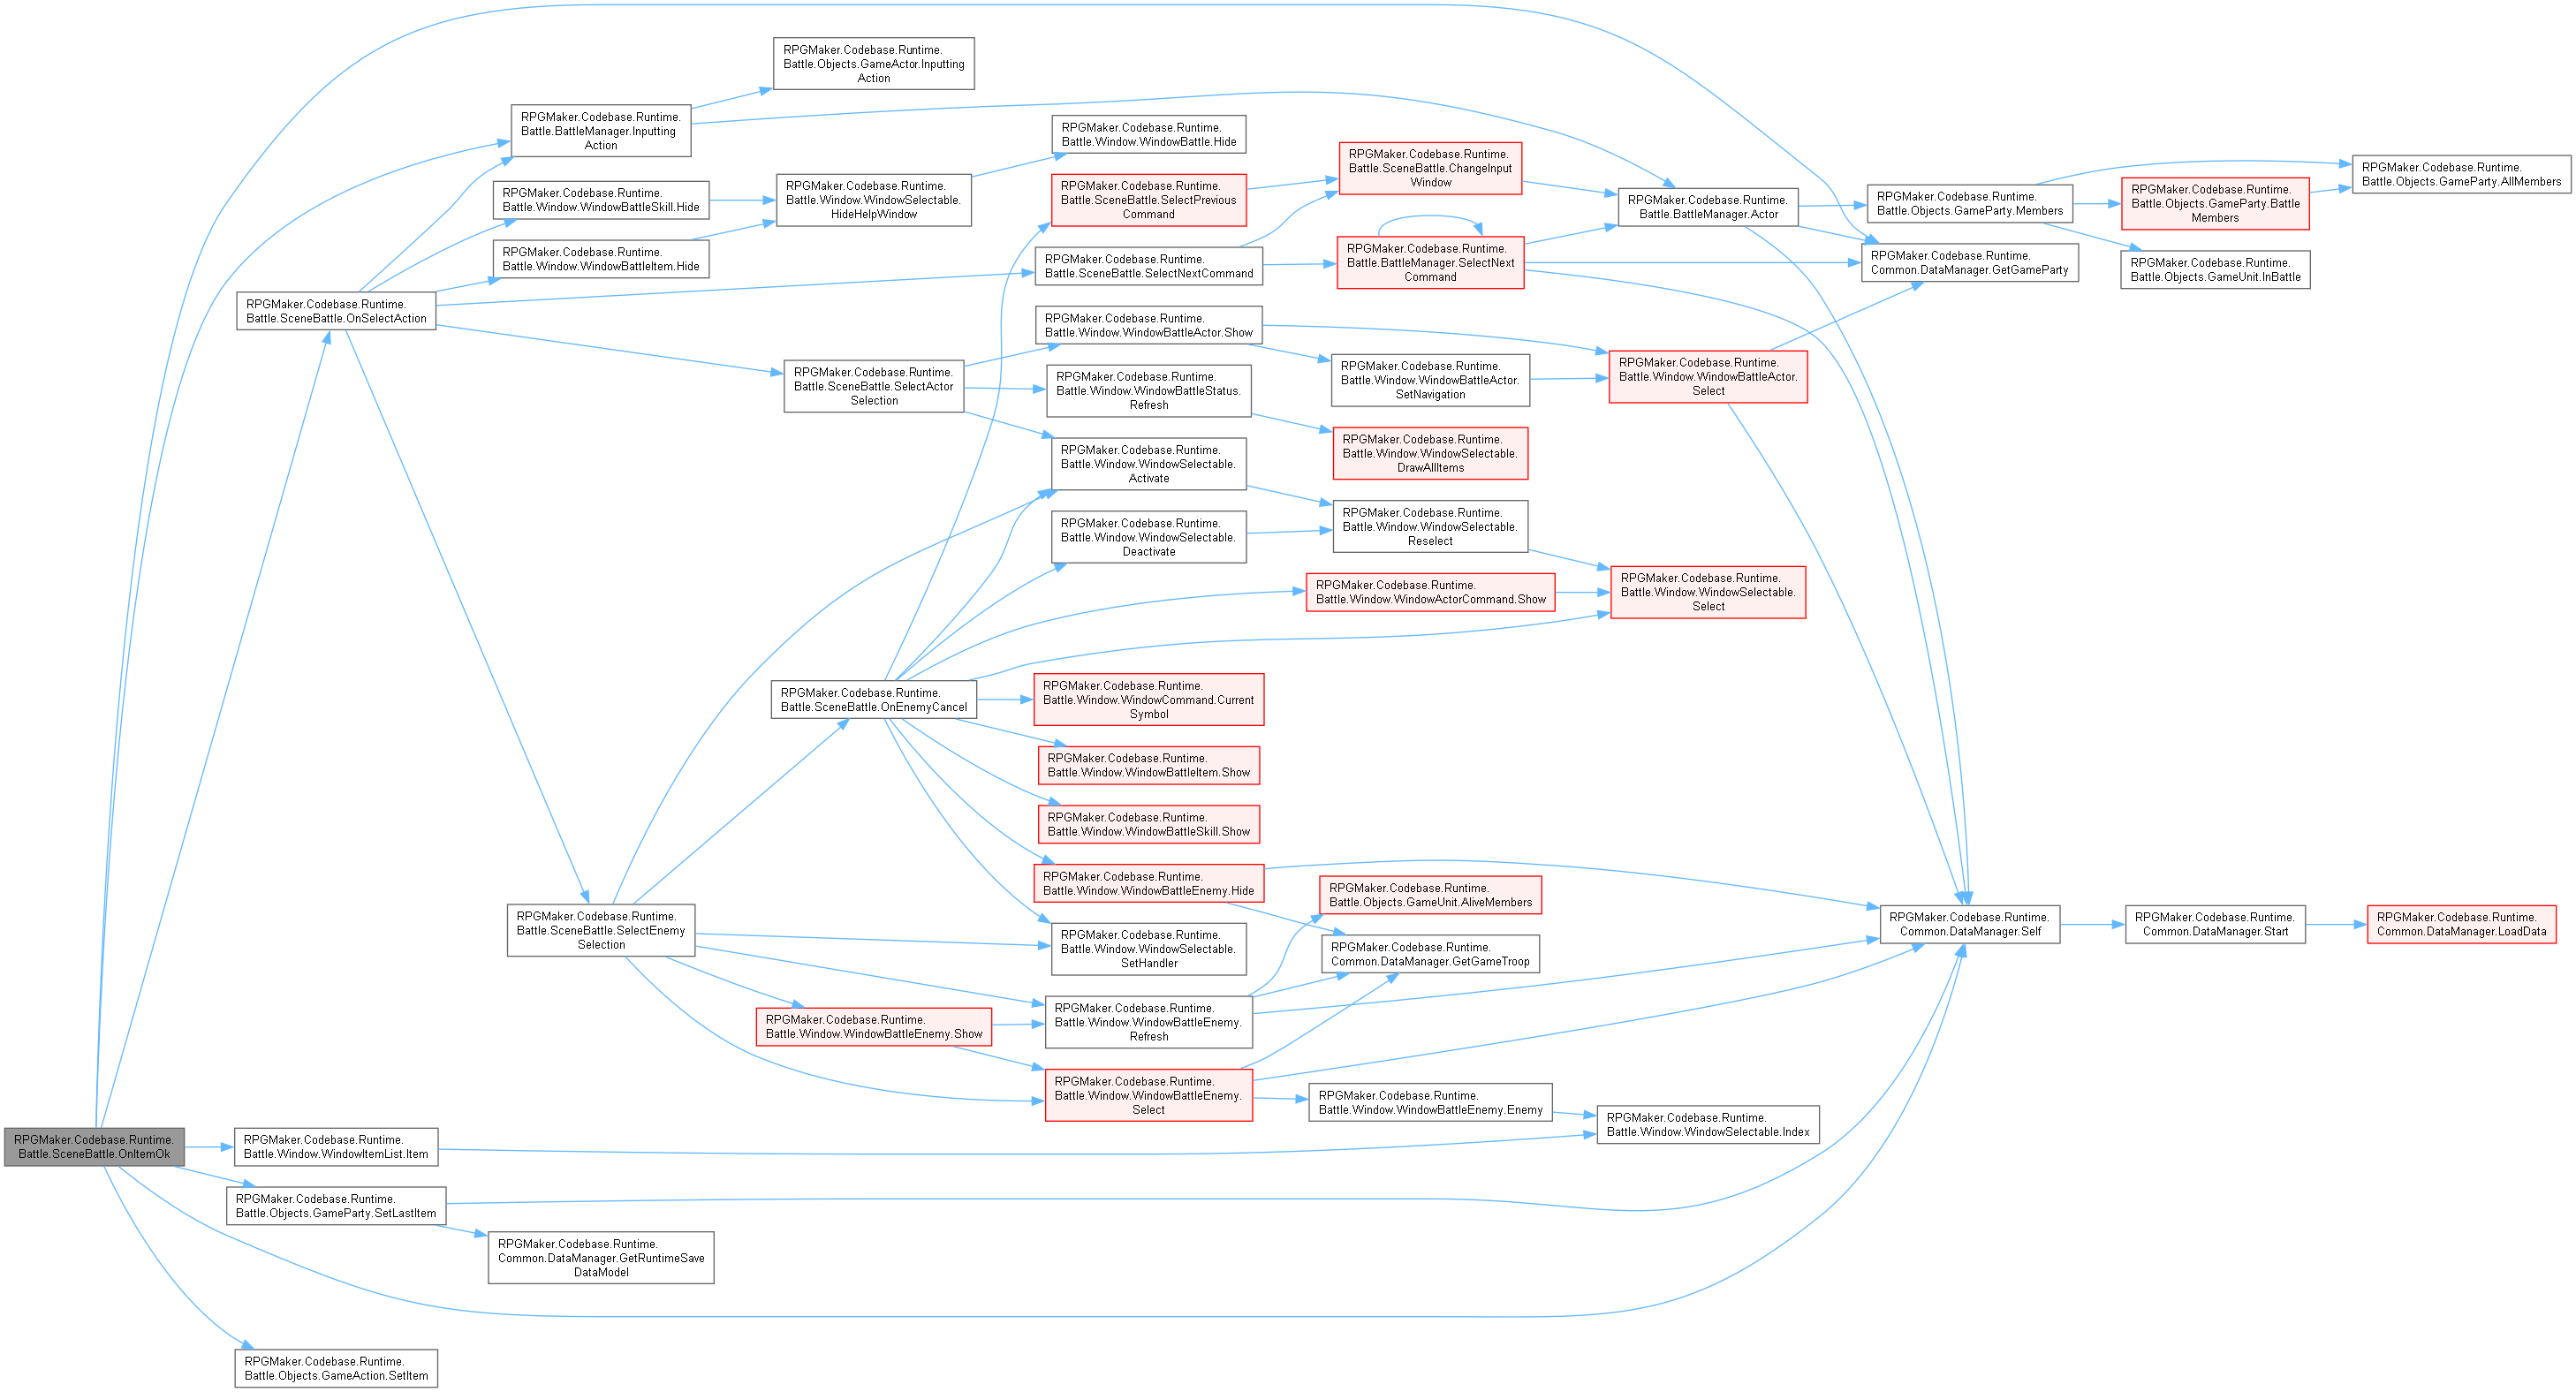 RPGMaker.Codebase.Runtime.
Battle.SceneBattle.OnItemOk
RPGMaker.Codebase.Runtime.
Battle.SceneBattle.OnSelectAction
RPGMaker.Codebase.Runtime.
Battle.Window.WindowItemList.Item
RPGMaker.Codebase.Runtime.
Battle.Objects.GameParty.SetLastItem
RPGMaker.Codebase.Runtime.
Battle.Objects.GameAction.SetItem
RPGMaker.Codebase.Runtime.
Battle.BattleManager.Inputting
Action
RPGMaker.Codebase.Runtime.
Battle.Window.WindowBattleSkill.Hide
RPGMaker.Codebase.Runtime.
Battle.Window.WindowBattleItem.Hide
RPGMaker.Codebase.Runtime.
Battle.SceneBattle.SelectEnemy
Selection
RPGMaker.Codebase.Runtime.
Common.DataManager.GetRuntimeSave
DataModel
RPGMaker.Codebase.Runtime.
Battle.Objects.GameActor.Inputting
Action
RPGMaker.Codebase.Runtime.
Battle.Window.WindowSelectable.
HideHelpWindow
RPGMaker.Codebase.Runtime.
Battle.SceneBattle.SelectActor
Selection
RPGMaker.Codebase.Runtime.
Battle.SceneBattle.OnEnemyCancel
RPGMaker.Codebase.Runtime.
Battle.Window.WindowBattleEnemy.Show
RPGMaker.Codebase.Runtime.
Battle.Window.WindowBattle.Hide
RPGMaker.Codebase.Runtime.
Battle.SceneBattle.SelectPrevious
Command
RPGMaker.Codebase.Runtime.
Battle.SceneBattle.SelectNextCommand
RPGMaker.Codebase.Runtime.
Battle.Window.WindowBattleActor.Show
RPGMaker.Codebase.Runtime.
Battle.Window.WindowBattleStatus.
Refresh
RPGMaker.Codebase.Runtime.
Battle.Window.WindowSelectable.
Activate
RPGMaker.Codebase.Runtime.
Battle.Window.WindowSelectable.
Deactivate
RPGMaker.Codebase.Runtime.
Battle.Window.WindowCommand.Current
Symbol
RPGMaker.Codebase.Runtime.
Battle.Window.WindowBattleItem.Show
RPGMaker.Codebase.Runtime.
Battle.Window.WindowBattleSkill.Show
RPGMaker.Codebase.Runtime.
Battle.Window.WindowBattleEnemy.Hide
RPGMaker.Codebase.Runtime.
Battle.Window.WindowSelectable.
SetHandler
RPGMaker.Codebase.Runtime.
Battle.Window.WindowBattleEnemy.
Refresh
RPGMaker.Codebase.Runtime.
Battle.Window.WindowBattleEnemy.
Select
RPGMaker.Codebase.Runtime.
Battle.SceneBattle.ChangeInput
Window
RPGMaker.Codebase.Runtime.
Battle.BattleManager.SelectNext
Command
RPGMaker.Codebase.Runtime.
Battle.Window.WindowBattleActor.
SetNavigation
RPGMaker.Codebase.Runtime.
Battle.Window.WindowSelectable.
DrawAllItems
RPGMaker.Codebase.Runtime.
Battle.Window.WindowSelectable.
Reselect
RPGMaker.Codebase.Runtime.
Battle.Window.WindowActorCommand.Show
RPGMaker.Codebase.Runtime.
Battle.Objects.GameUnit.AliveMembers
RPGMaker.Codebase.Runtime.
Common.DataManager.GetGameTroop
RPGMaker.Codebase.Runtime.
Battle.Window.WindowBattleEnemy.Enemy
RPGMaker.Codebase.Runtime.
Battle.BattleManager.Actor
RPGMaker.Codebase.Runtime.
Battle.Window.WindowBattleActor.
Select
RPGMaker.Codebase.Runtime.
Battle.Window.WindowSelectable.
Select
RPGMaker.Codebase.Runtime.
Battle.Window.WindowSelectable.Index
RPGMaker.Codebase.Runtime.
Battle.Objects.GameParty.Members
RPGMaker.Codebase.Runtime.
Common.DataManager.GetGameParty
RPGMaker.Codebase.Runtime.
Common.DataManager.Self
RPGMaker.Codebase.Runtime.
Battle.Objects.GameParty.Battle
Members
RPGMaker.Codebase.Runtime.
Battle.Objects.GameUnit.InBattle
RPGMaker.Codebase.Runtime.
Common.DataManager.Start
RPGMaker.Codebase.Runtime.
Battle.Objects.GameParty.AllMembers
RPGMaker.Codebase.Runtime.
Common.DataManager.LoadData